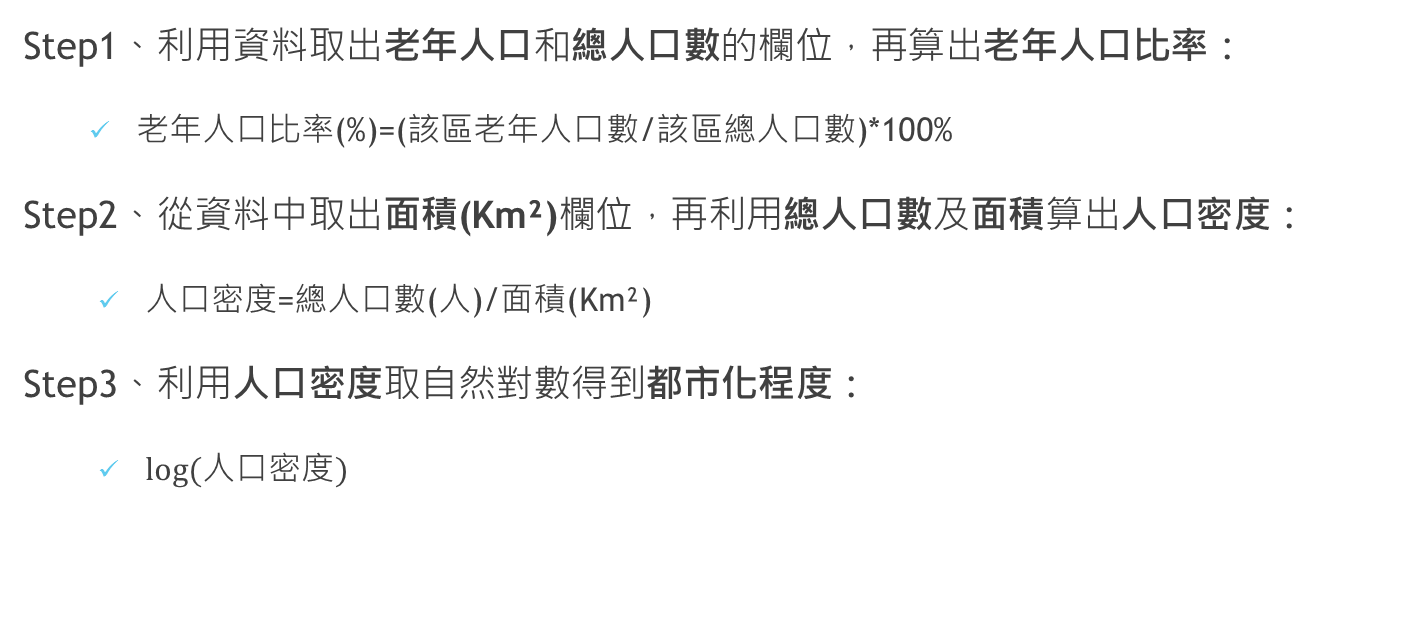 Step1、利用資料取出老年人口和總人口數的欄位，再算出老年人口比率：
✓ 老年人口比率(%)=(該區老年人口數/該區總人口數)*100%
Step2、從資料中取出面積(Km²)欄位，再利用總人口數及面積算出人口密度：
✓ 人口密度=總人口數(人)/面積(Km²)
Step3、利用人口密度取自然對數得到都市化程度：
✓ log(人口密度)